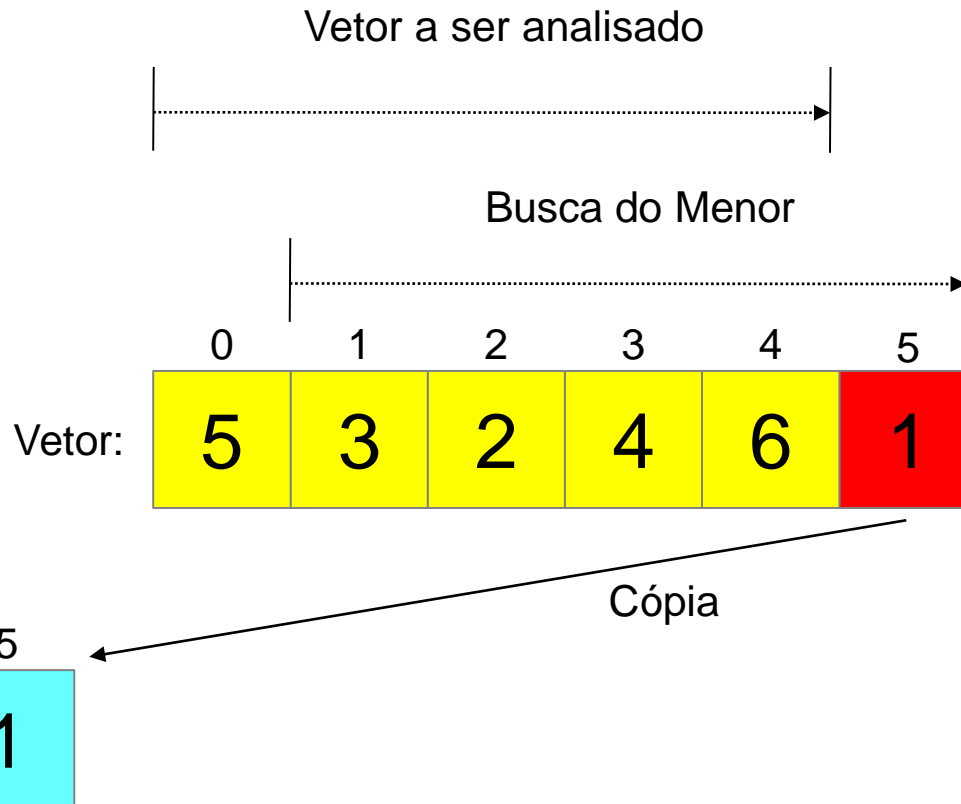 Vetor a ser analisado
Busca do Menor
0 1 2 3 4 5
Vetor: 5 3 2 4 6 1
Cópia
5
1